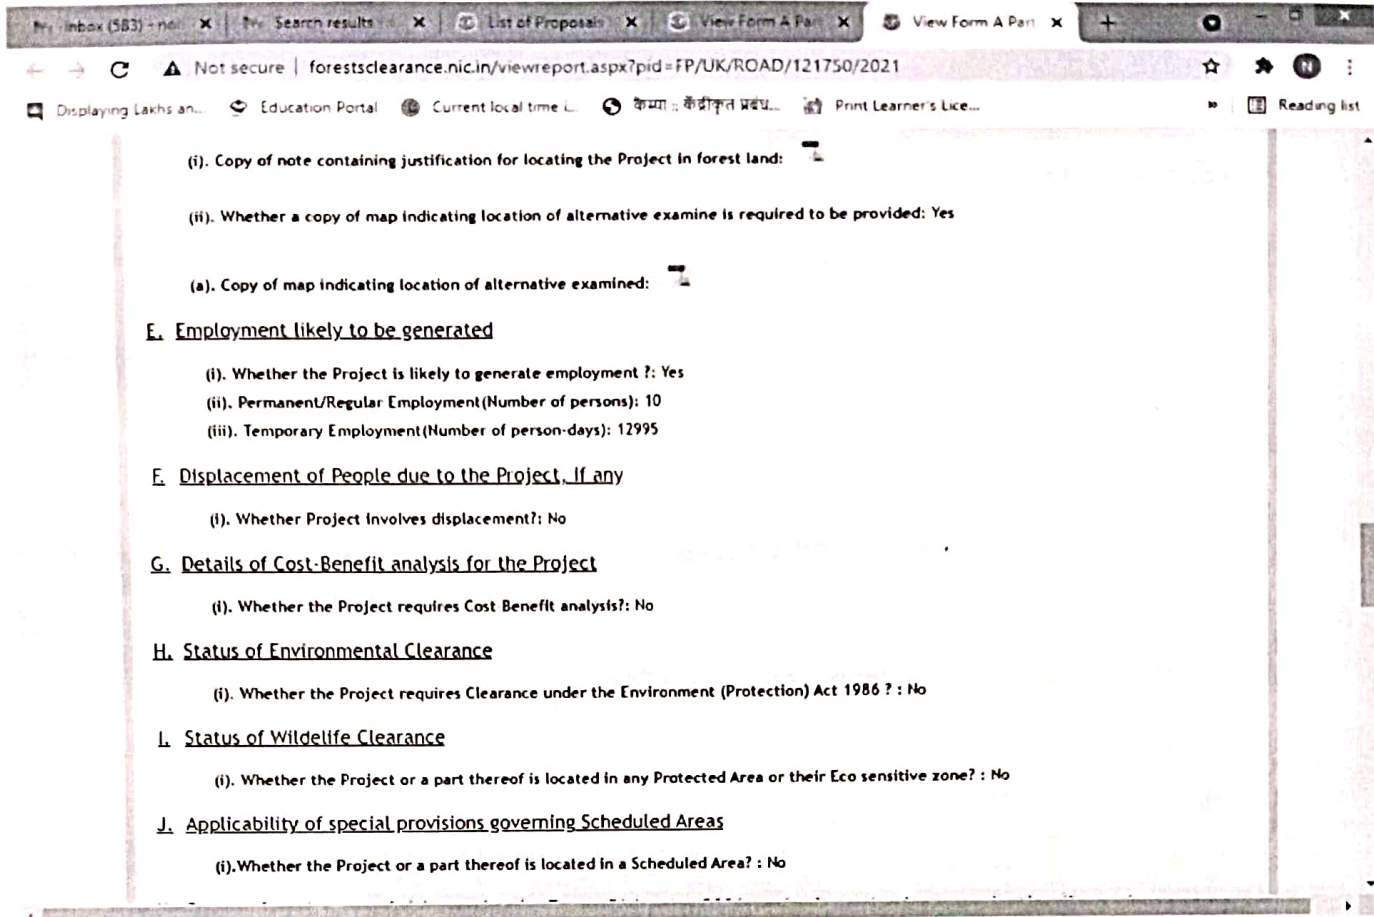 Inbox (583) - no
Search results
List of Proposals
View Form A Par
View Form A Part
Not secure | forestsclearance.nic.in/viewreport.aspx?pid=FP/UK/ROAD/121750/2021
N
Displaying Lakhs an...
Education Portal
Current local time i...
कैम्पा :: केंद्रीकृत प्रबंध...
Print Learner's Lice...
»
Reading list
(i). Copy of note containing justification for locating the Project in forest land:
(ii). Whether a copy of map indicating location of alternative examine is required to be provided: Yes
(a). Copy of map indicating location of alternative examined:
E. Employment likely to be generated
(i). Whether the Project is likely to generate employment ?: Yes
(ii). Permanent/Regular Employment(Number of persons): 10
(iii). Temporary Employment(Number of person-days): 12995
F. Displacement of People due to the Project, If any
(i). Whether Project involves displacement?: No
G. Details of Cost-Benefit analysis for the Project
(i). Whether the Project requires Cost Benefit analysis?: No
H. Status of Environmental Clearance
(i). Whether the Project requires Clearance under the Environment (Protection) Act 1986 ? : No
I. Status of Wildelife Clearance
(i). Whether the Project or a part thereof is located in any Protected Area or their Eco sensitive zone? : No
J. Applicability of special provisions governing Scheduled Areas
(i).Whether the Project or a part thereof is located in a Scheduled Area? : No